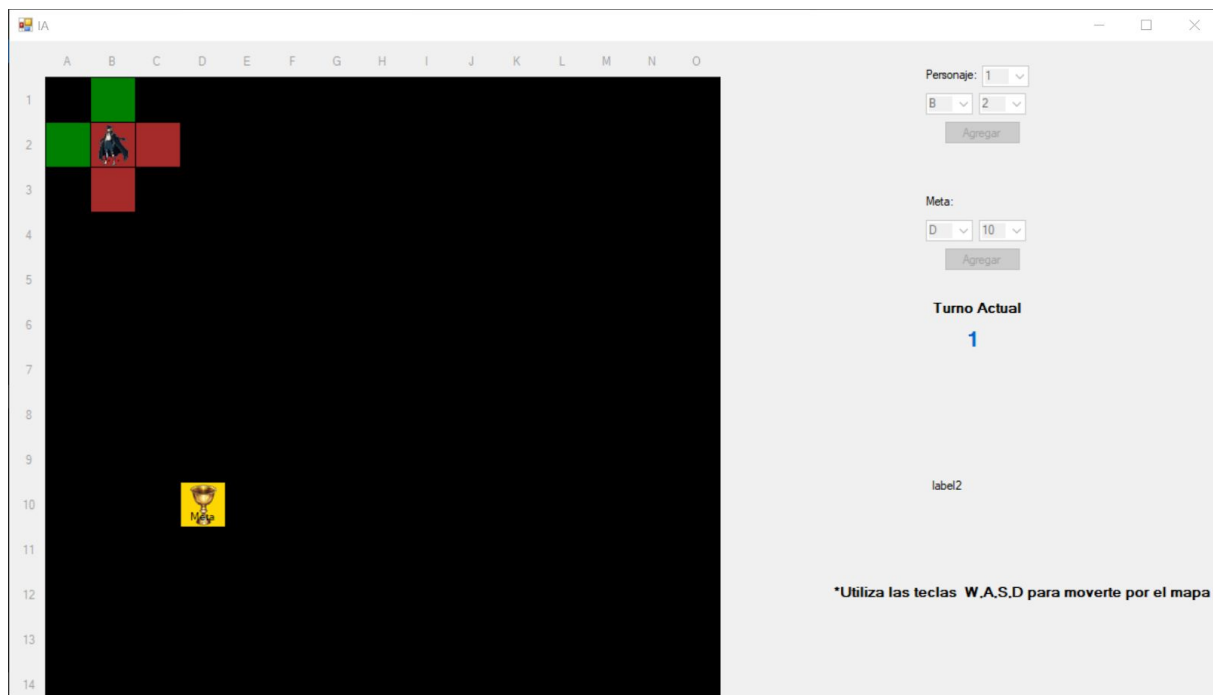 IA
A B C D E F G H I J K L M N O
1
2
3
4
5
6
7
8
9
10
11
12
13
14
Meta
Personaje: 1
B 2
Agregar
Meta:
D 10
Agregar
Turno Actual
1
label2
*Utiliza las teclas W,A,S,D para moverte por el mapa